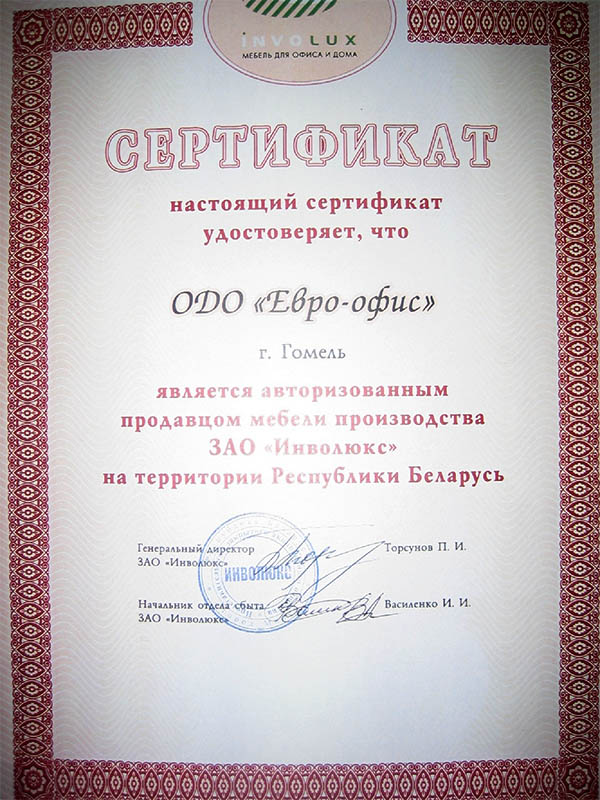 INVOLUX
МЕБЕЛЬ ДЛЯ ОФИСА И ДОМА
СЕРТИФИКАТ
настоящий сертификат
удостоверяет, что
ОДО «Евро-офис»
г. Гомель
является авторизованным
продавцом мебели производства
ЗАО «Инволюкс»
на территории Республики Беларусь
Генеральный директор Торсунов П. И.
ЗАО «Инволюкс»
ИНВОЛЮКС
Начальник отдела сбыта Василенко И. И.
ЗАО «Инволюкс»